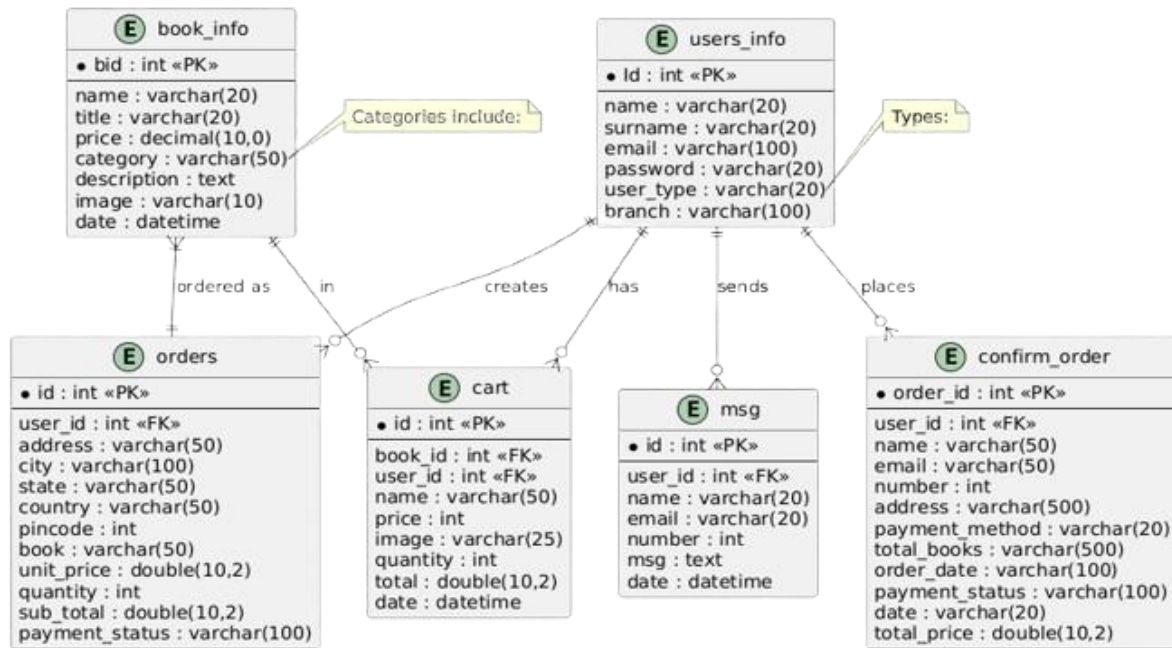 E book_info
• bid : int «PK»
name : varchar(20)
title : varchar(20)
price : decimal(10,0)
category : varchar(50)
description : text
image : varchar(10)
date : datetime
Categories include:
E users_info
• Id : int «PK»
name : varchar(20)
surname : varchar(20)
email : varchar(100)
password : varchar(20)
user_type : varchar(20)
branch : varchar(100)
Types:
ordered as
in
creates
has
sends
places
E orders
• id : int «PK»
user_id : int «FK»
address : varchar(50)
city : varchar(100)
state : varchar(50)
country : varchar(50)
pincode : int
book : varchar(50)
unit_price : double(10,2)
quantity : int
sub_total : double(10,2)
payment_status : varchar(100)
E cart
• id : int «PK»
book_id : int «FK»
user_id : int «FK»
name : varchar(50)
price : int
image : varchar(25)
quantity : int
total : double(10,2)
date : datetime
E msg
• id : int «PK»
user_id : int «FK»
name : varchar(20)
email : varchar(20)
number : int
msg : text
date : datetime
E confirm_order
• order_id : int «PK»
user_id : int «FK»
name : varchar(50)
email : varchar(50)
number : int
address : varchar(500)
payment_method : varchar(20)
total_books : varchar(500)
order_date : varchar(100)
payment_status : varchar(100)
date : varchar(20)
total_price : double(10,2)